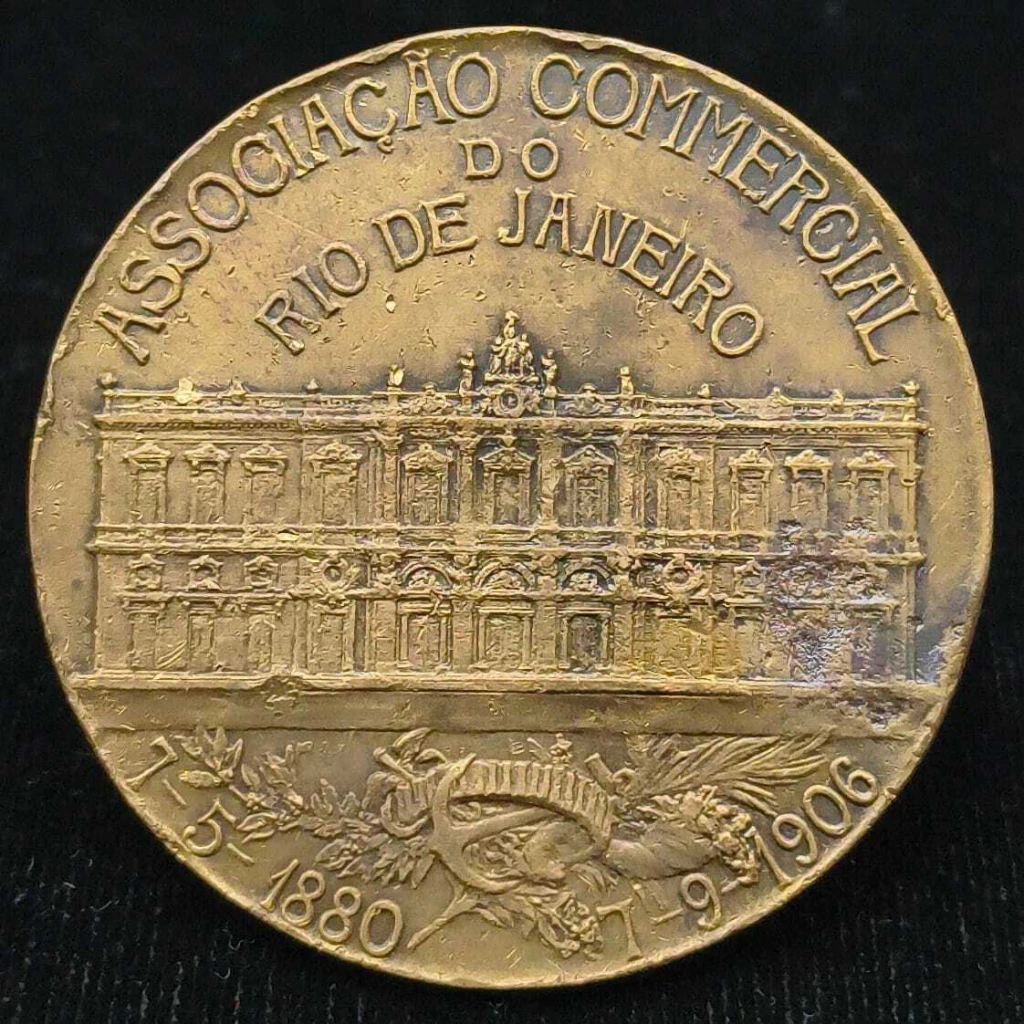 ASSOCIAÇÃO COMMERCIAL
DO
RIO DE JANEIRO
7-5-1880
7-9-1906